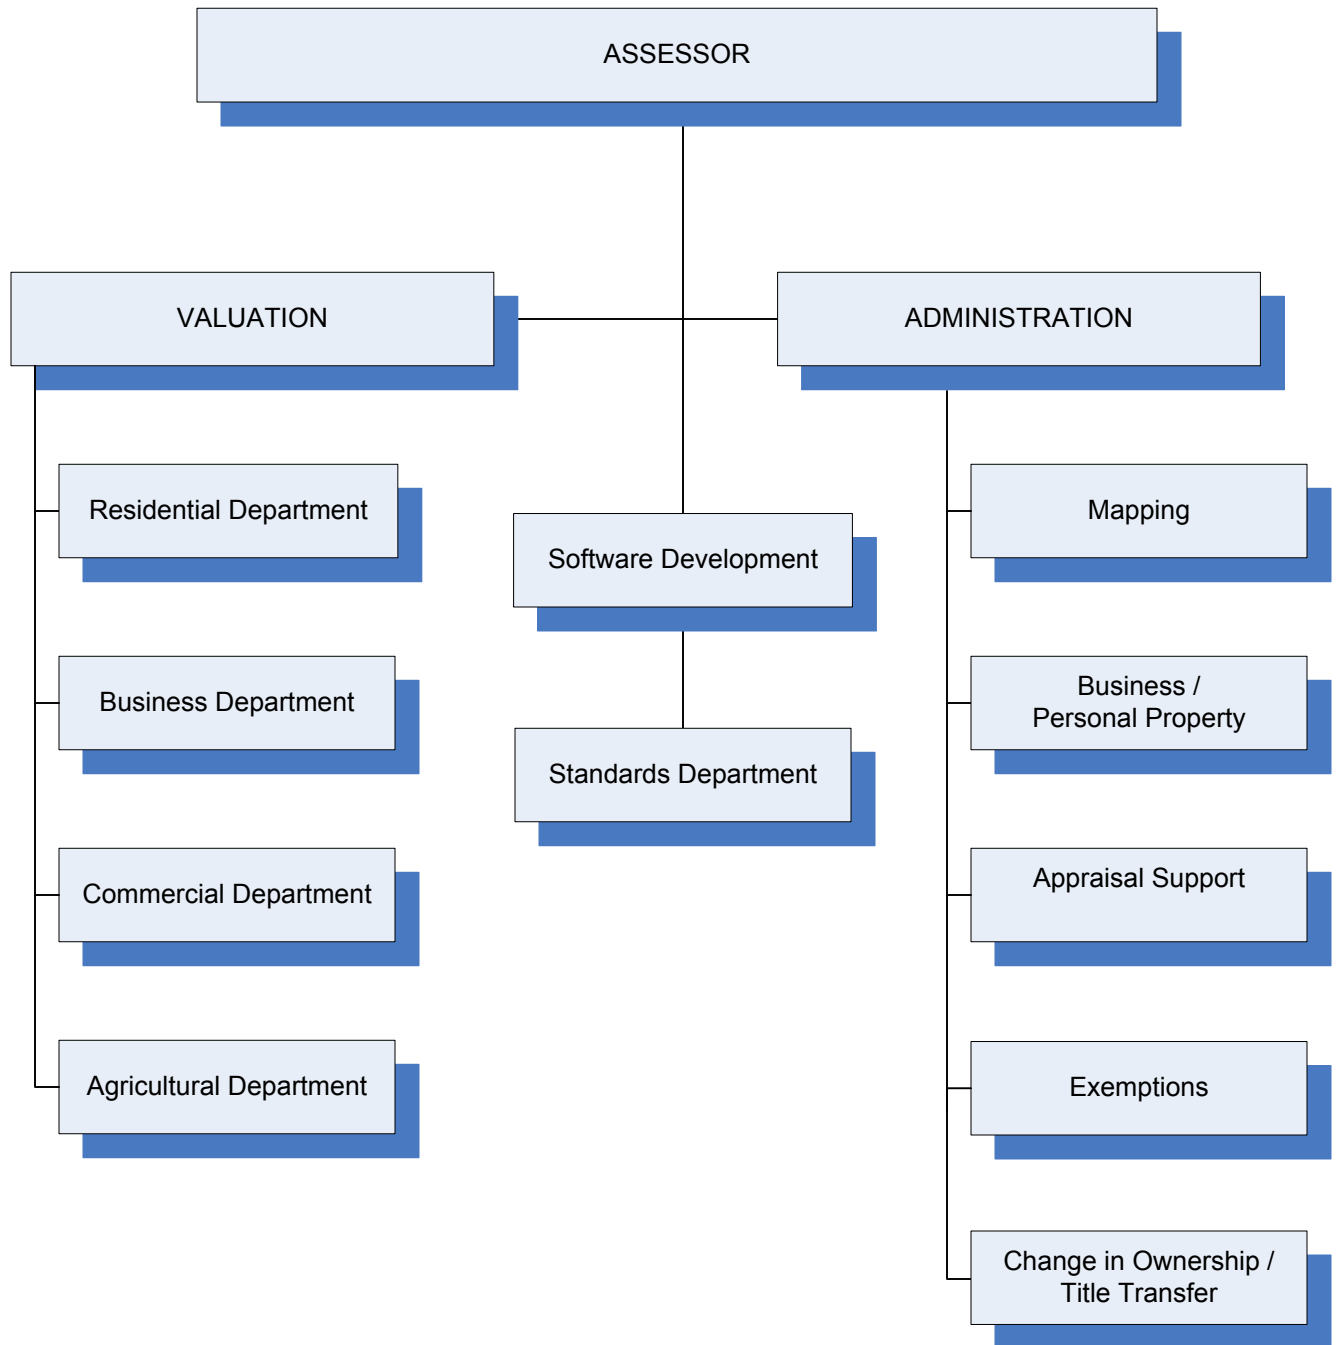 ASSESSOR
VALUATION
ADMINISTRATION
Residential Department
Business Department
Commercial Department
Agricultural Department
Software Development
Standards Department
Mapping
Business /
Personal Property
Appraisal Support
Exemptions
Change in Ownership /
Title Transfer